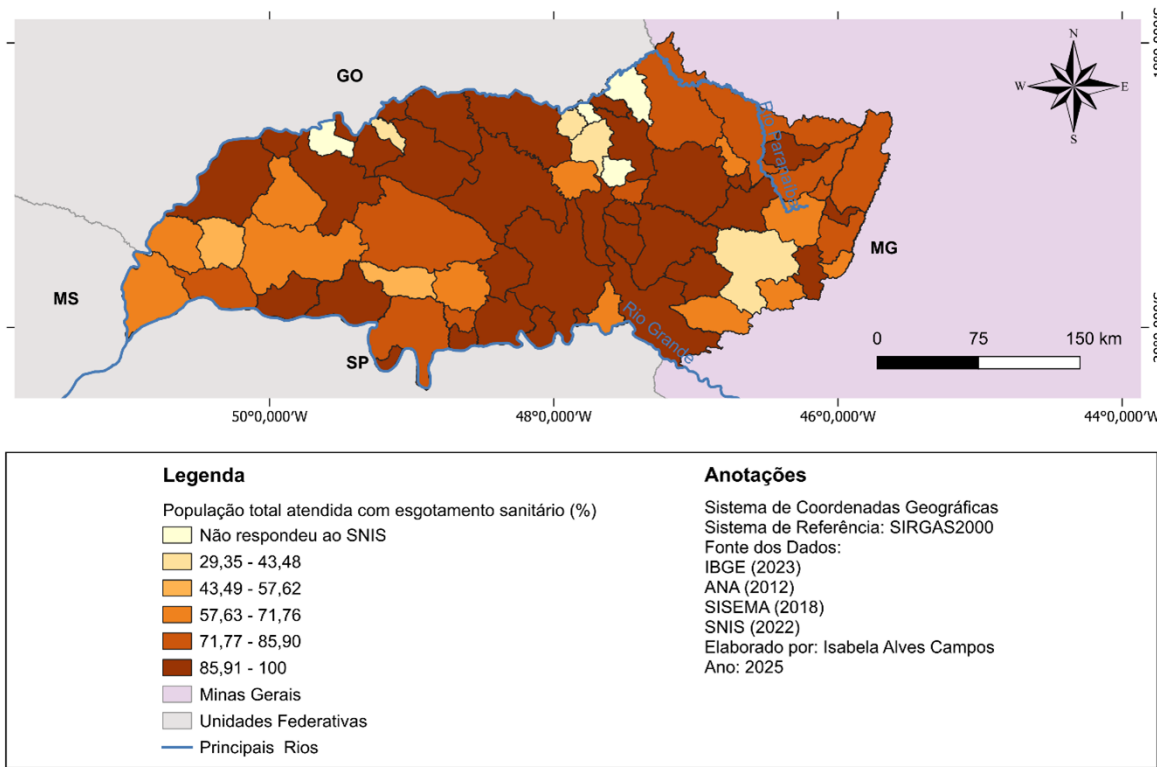 GO
N
W
E
S
Rio Paracatu
MG
MS
Rio Grande
SP
0 75 150 km
50°0,000'W 48°0,000'W 46°0,000'W 44°0,000'W
Legenda
População total atendida com esgotamento sanitário (%)
Não respondeu ao SNIS
29,35 - 43,48
43,49 - 57,62
57,63 - 71,76
71,77 - 85,90
85,91 - 100
Minas Gerais
Unidades Federativas
Principais Rios
Anotações
Sistema de Coordenadas Geográficas
Sistema de Referência: SIRGAS2000
Fonte dos Dados:
IBGE (2023)
ANA (2012)
SISEMA (2018)
SNIS (2022)
Elaborado por: Isabela Alves Campos
Ano: 2025